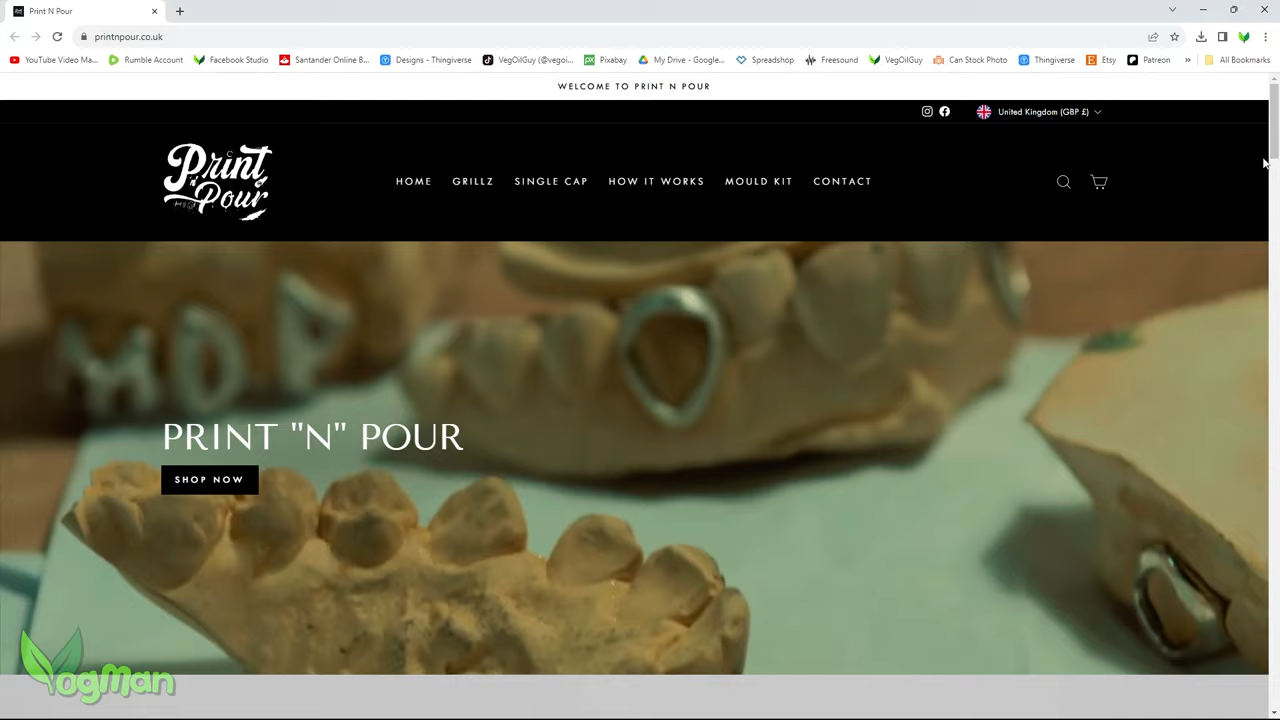 Print N Pour
printnpour.co.uk
YouTube Video Ma...
Rumble Account
Facebook Studio
Santander Online B...
Designs - Thingiverse
VegOilGuy (@vegoi...
Pixabay
My Drive - Google...
Spreadshop
Freesound
VegOilGuy
Can Stock Photo
Thingiverse
Etsy
Patreon
»
All Bookmarks
WELCOME TO PRINT N POUR
United Kingdom (GBP £)
Print
N
Pour
HOME
GRILLZ
SINGLE CAP
HOW IT WORKS
MOULD KIT
CONTACT
MDP
PRINT "N" POUR
SHOP NOW
VogMan